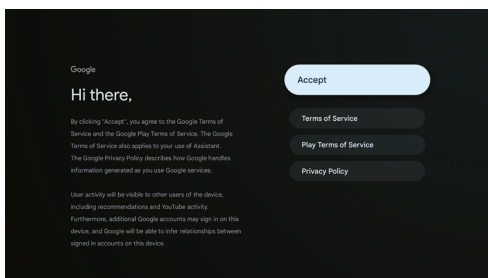 Google
Hi there,
By clicking "Accept", you agree to the Google Terms of
Service and the Google Play Terms of Service. The Google
Terms of Service also applies to your use of Assistant.
The Google Privacy Policy describes how Google handles
information generated as you use Google services.
User activity will be visible to other users of the device,
including recommendations and YouTube activity.
Furthermore, additional Google accounts may sign in on this
device, and Google will be able to infer relationships between
signed in accounts on this device.
Accept
Terms of Service
Play Terms of Service
Privacy Policy